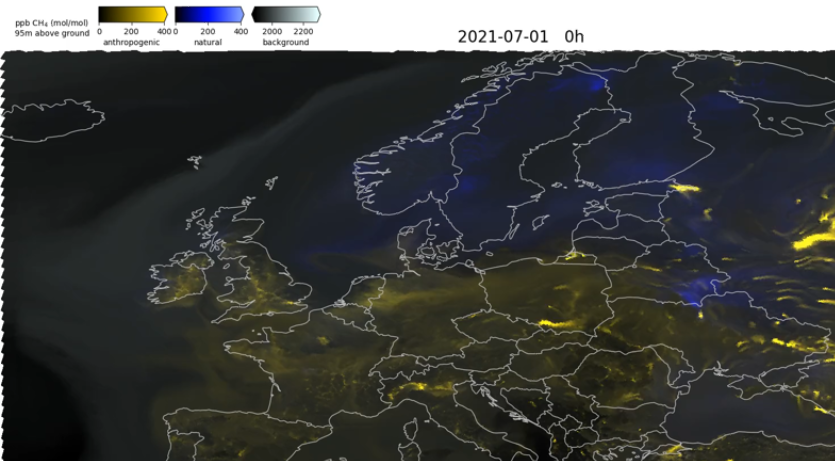 ppb CH₄ (mol/mol)
95m above ground
0 200 400
anthropogenic
0 200 400
natural
2000 2200
background
2021-07-01 0h